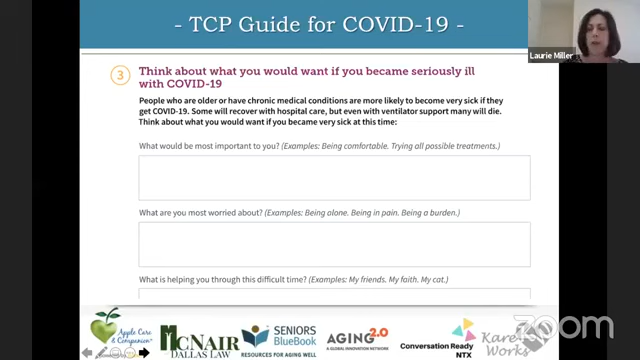 - TCP Guide for COVID-19 -
Laurie Miller
3
Think about what you would want if you became seriously ill
with COVID-19
People who are older or have chronic medical conditions are more likely to become very sick if they
get COVID-19. Some will recover with hospital care, but even with ventilator support many will die.
Think about what you would want if you became very sick at this time:
What would be most important to you? (Examples: Being comfortable. Trying all possible treatments.)
What are you most worried about? (Examples: Being alone. Being in pain. Being a burden.)
What is helping you through this difficult time? (Examples: My friends. My faith. My cat.)
Apple Care
& Companion
MCNAIR
DALLAS LAW
SENIORS
BlueBook
RESOURCES FOR AGING WELL
AGING 2.0
A GLOBAL INNOVATION NETWORK
Conversation Ready
NTX
Kare
Works
zoom